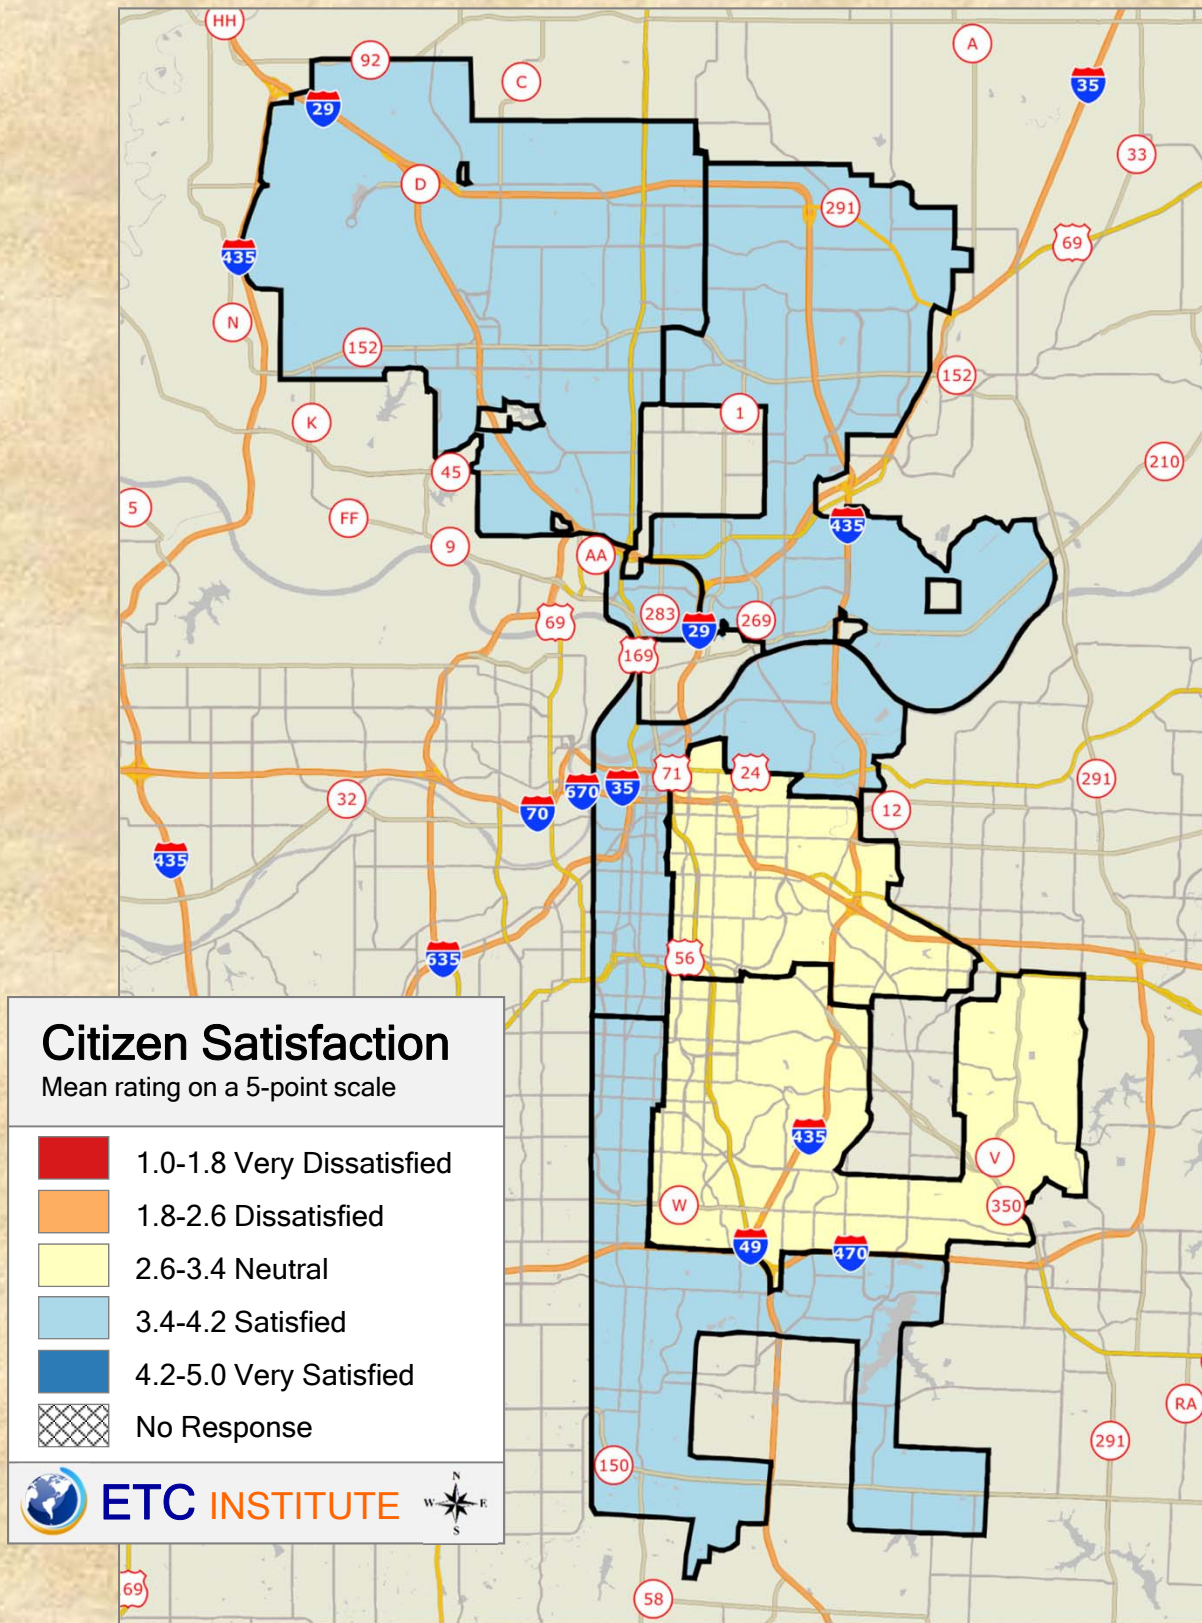 HH
92
C
A
35
29
33
D
291
69
435
N
152
152
K
1
45
210
5
FF
435
9
AA
283
269
69
29
169
71
24
670
35
291
32
70
12
435
56
635
Citizen Satisfaction
Mean rating on a 5-point scale
1.0-1.8 Very Dissatisfied
1.8-2.6 Dissatisfied
2.6-3.4 Neutral
3.4-4.2 Satisfied
4.2-5.0 Very Satisfied
No Response
ETC INSTITUTE
N
W
E
S
435
V
W
350
49
470
RA
291
150
69
58